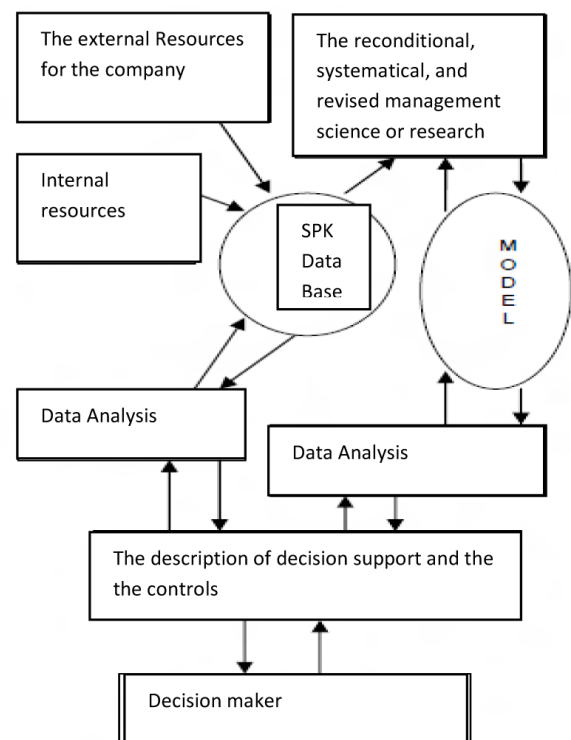 The external Resources
for the company
The reconditional,
systematical, and
revised management
science or research
Internal
resources
SPK
Data
Base
M
O
D
E
L
Data Analysis
Data Analysis
The description of decision support and the
the controls
Decision maker